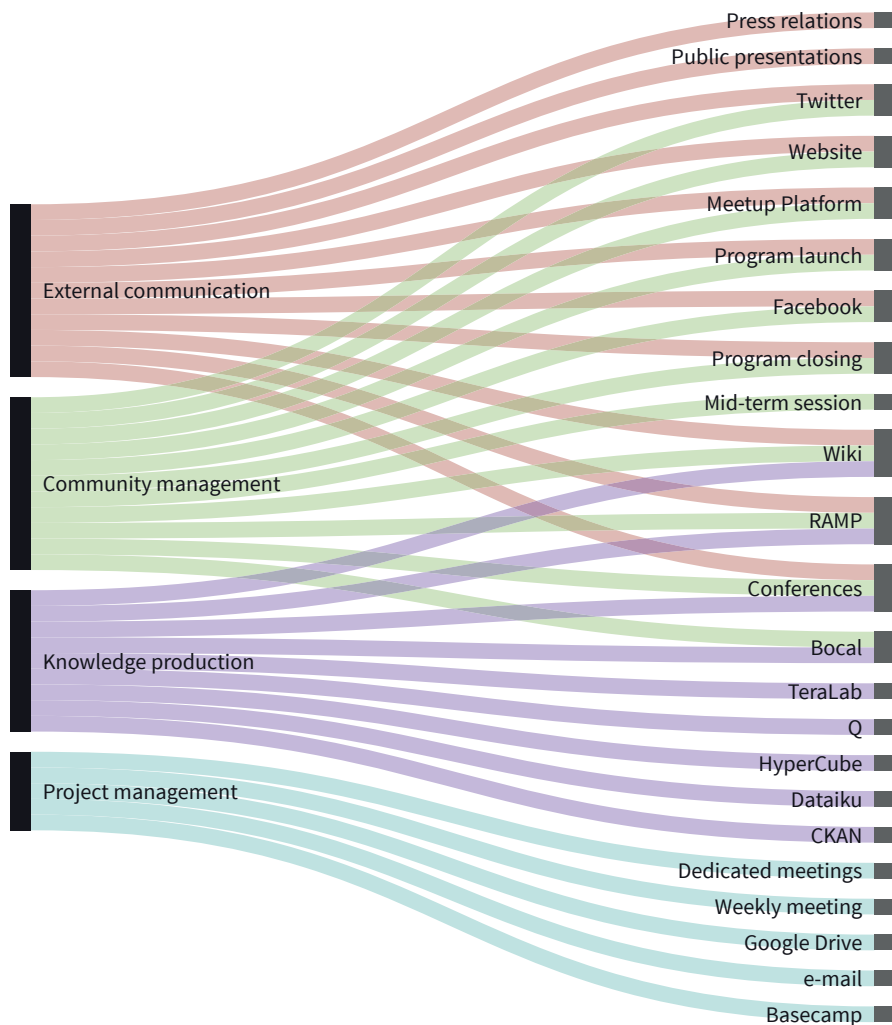 External communication
Community management
Knowledge production
Project management
Press relations
Public presentations
Twitter
Website
Meetup Platform
Program launch
Facebook
Program closing
Mid-term session
Wiki
RAMP
Conferences
Bocal
TeraLab
Q
HyperCube
Dataiku
CKAN
Dedicated meetings
Weekly meeting
Google Drive
e-mail
Basecamp